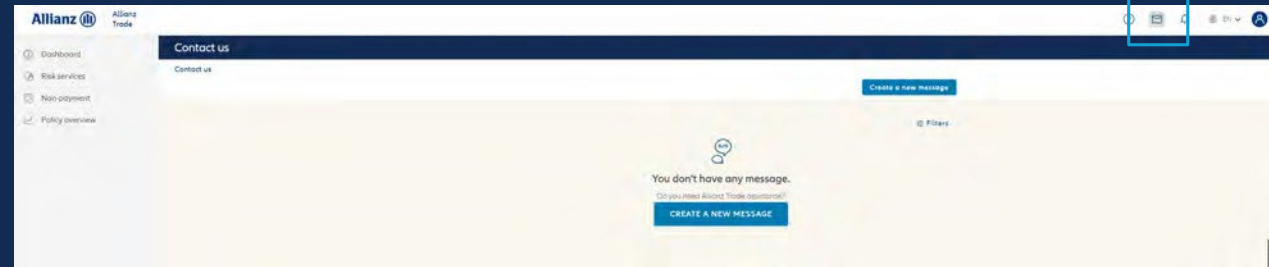 Allianz
Allianz
Trade
EN
Contact us
Dashboard
Contact us
Risk services
Create a new message
Non-payment
Policy overview
Filters
You don't have any message.
Do you need Allianz Trade assistance?
CREATE A NEW MESSAGE